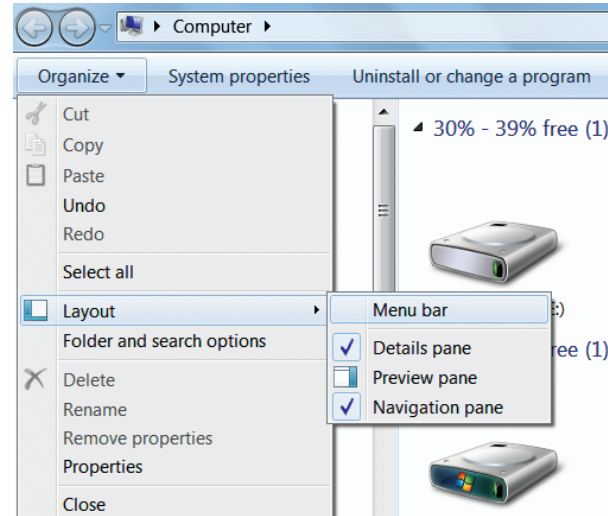 Computer
Organize
System properties
Uninstall or change a program
Cut
Copy
Paste
Undo
Redo
Select all
Layout
Folder and search options
Delete
Rename
Remove properties
Properties
Close
Menu bar
Details pane
Preview pane
Navigation pane
30% - 39% free (1)
:)
ree (1)